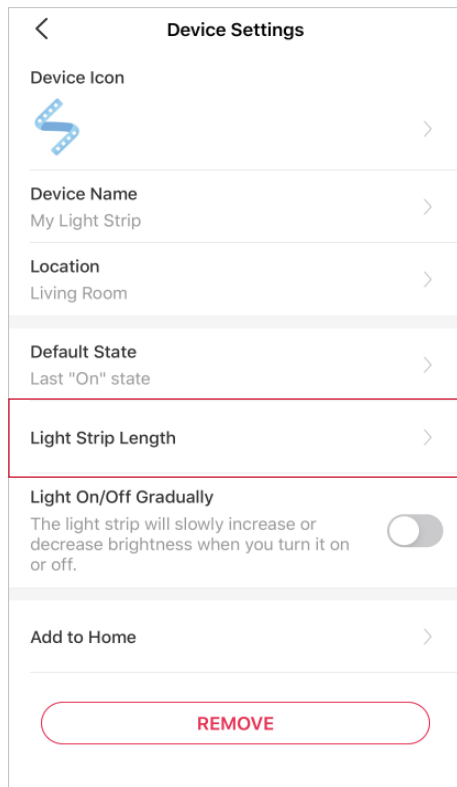 Device Settings
Device Icon
Device Name
My Light Strip
Location
Living Room
Default State
Last "On" state
Light Strip Length
Light On/Off Gradually
The light strip will slowly increase or
decrease brightness when you turn it on
or off.
Add to Home
REMOVE